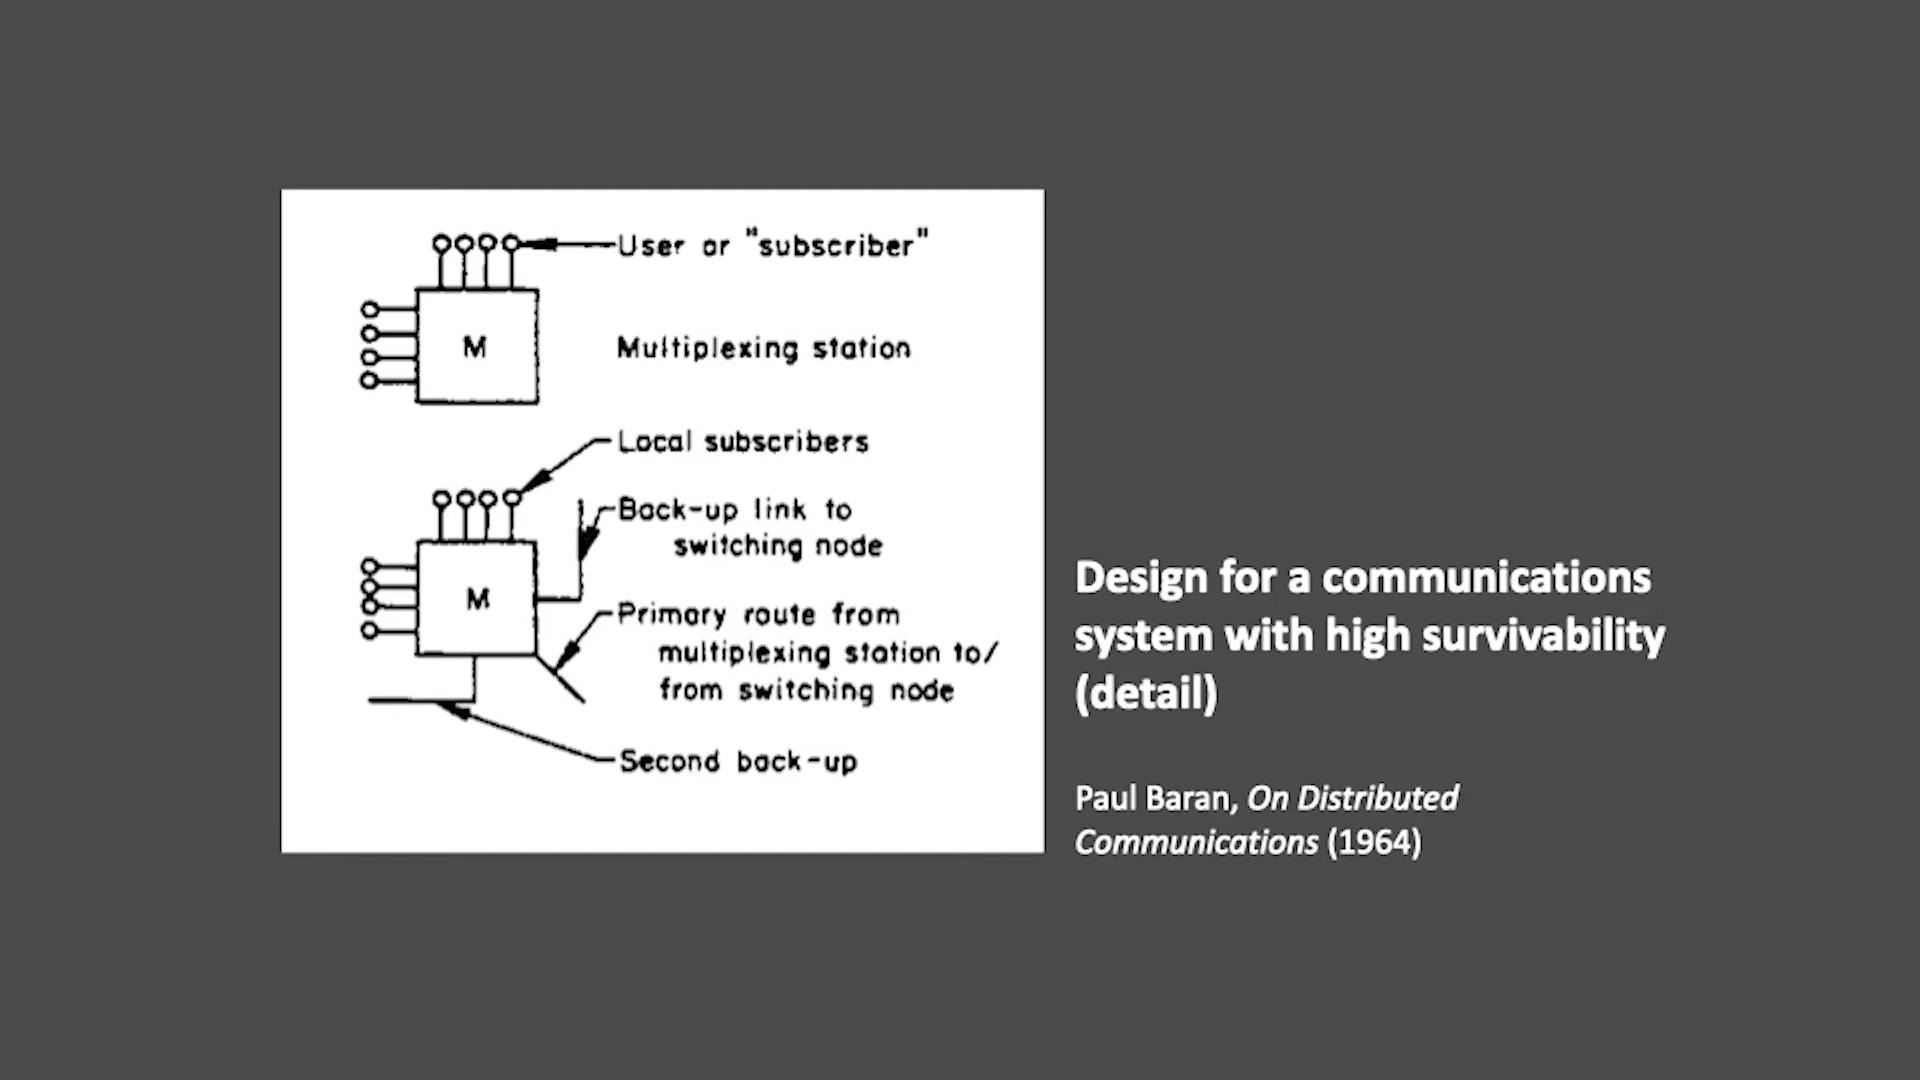 User or "subscriber"
M
Multiplexing station
Local subscribers
Back-up link to
switching node
M
Primary route from
multiplexing station to/
from switching node
Second back-up
Design for a communications
system with high survivability
(detail)
Paul Baran, On Distributed
Communications (1964)